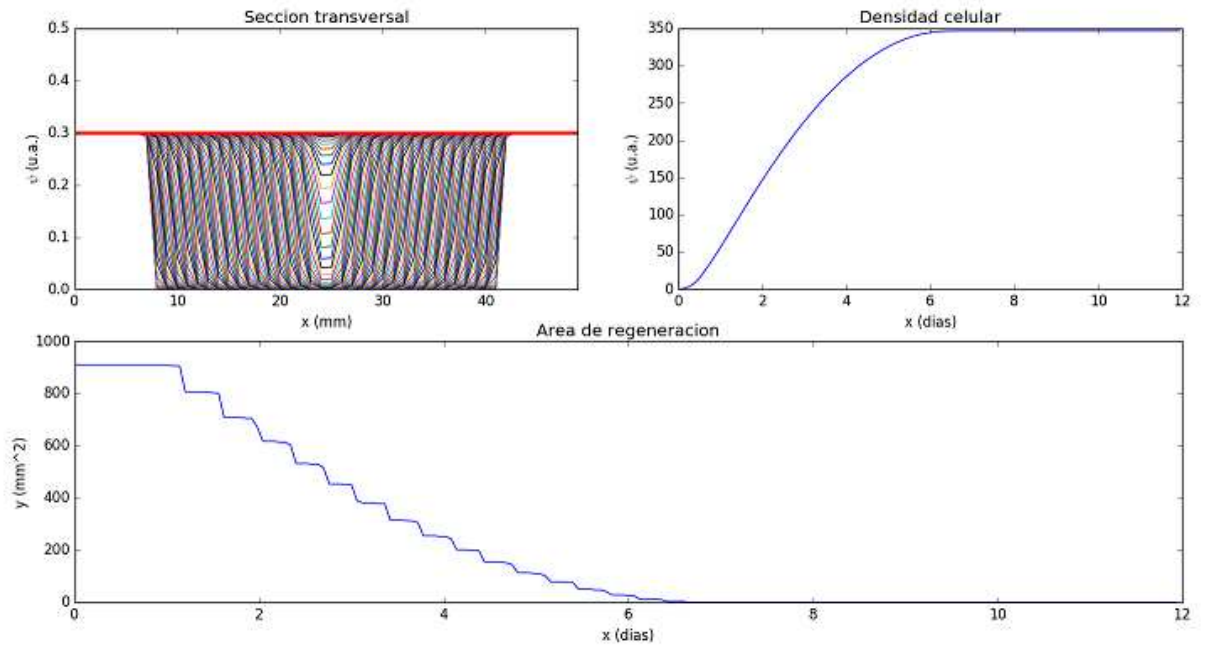 Seccion transversal
0.5
0.4
0.3
0.2
0.1
0.0
ψ (u.a.)
0 10 20 30 40
x (mm)
Densidad celular
350
300
250
200
150
100
50
0
ψ (u.a.)
0 2 4 6 8 10 12
x (dias)
Area de regeneracion
1000
800
600
400
200
0
y (mm^2)
0 2 4 6 8 10 12
x (dias)